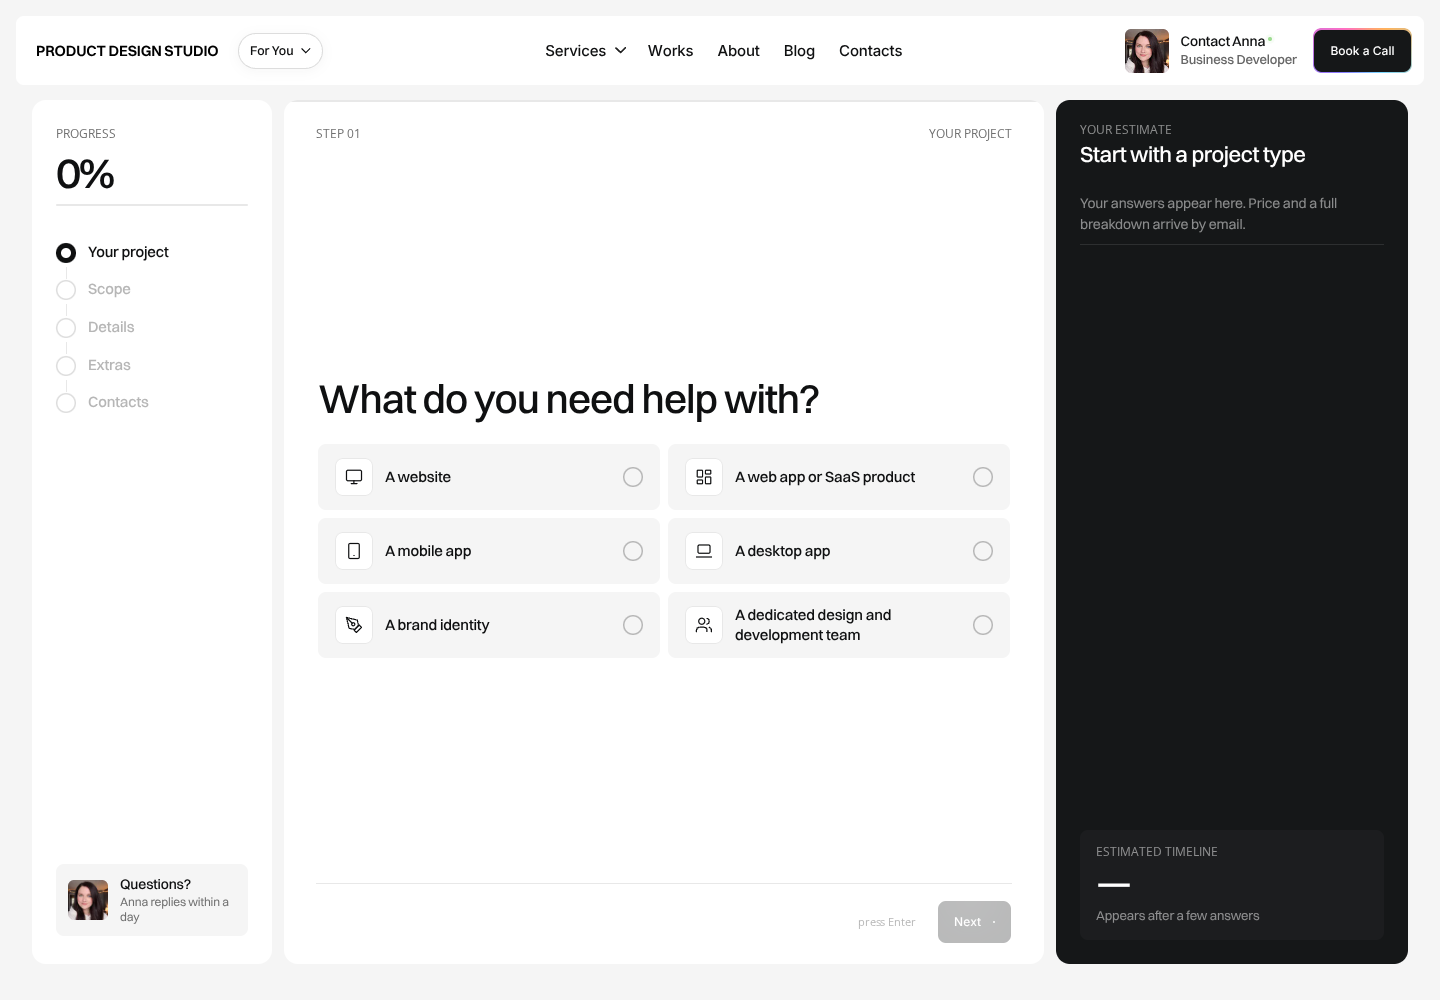 PRODUCT DESIGN STUDIO
For You
Services
Works
About
Blog
Contacts
Contact Anna
Business Developer
Book a Call
PROGRESS
0%
Your project
Scope
Details
Extras
Contacts
Questions?
Anna replies within a
day
STEP 01
YOUR PROJECT
What do you need help with?
A website
A web app or SaaS product
A mobile app
A desktop app
A brand identity
A dedicated design and
development team
press Enter
Next
YOUR ESTIMATE
Start with a project type
Your answers appear here. Price and a full
breakdown arrive by email.
ESTIMATED TIMELINE
—
Appears after a few answers